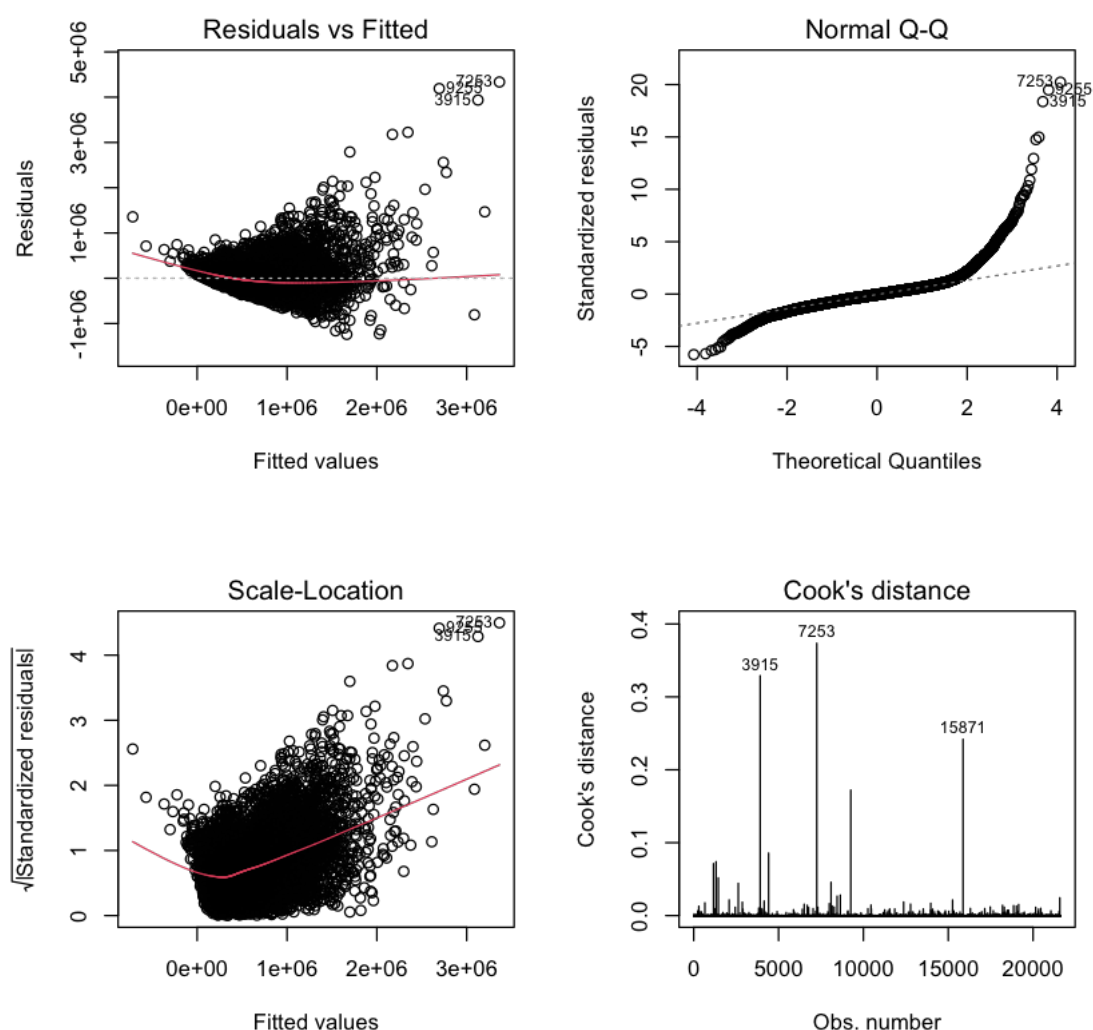 Residuals vs Fitted
Residuals
-1e+06
1e+06
3e+06
5e+06
7253
9255
3915
0e+00 1e+06 2e+06 3e+06
Fitted values
Normal Q-Q
Standardized residuals
-5
0
5
10
15
20
7253
9255
3915
-4 -2 0 2 4
Theoretical Quantiles
Scale-Location
√|Standardized residuals|
0
1
2
3
4
7253
9255
3915
0e+00 1e+06 2e+06 3e+06
Fitted values
Cook's distance
Cook's distance
0.0
0.1
0.2
0.3
0.4
7253
3915
15871
0 5000 10000 15000 20000
Obs. number